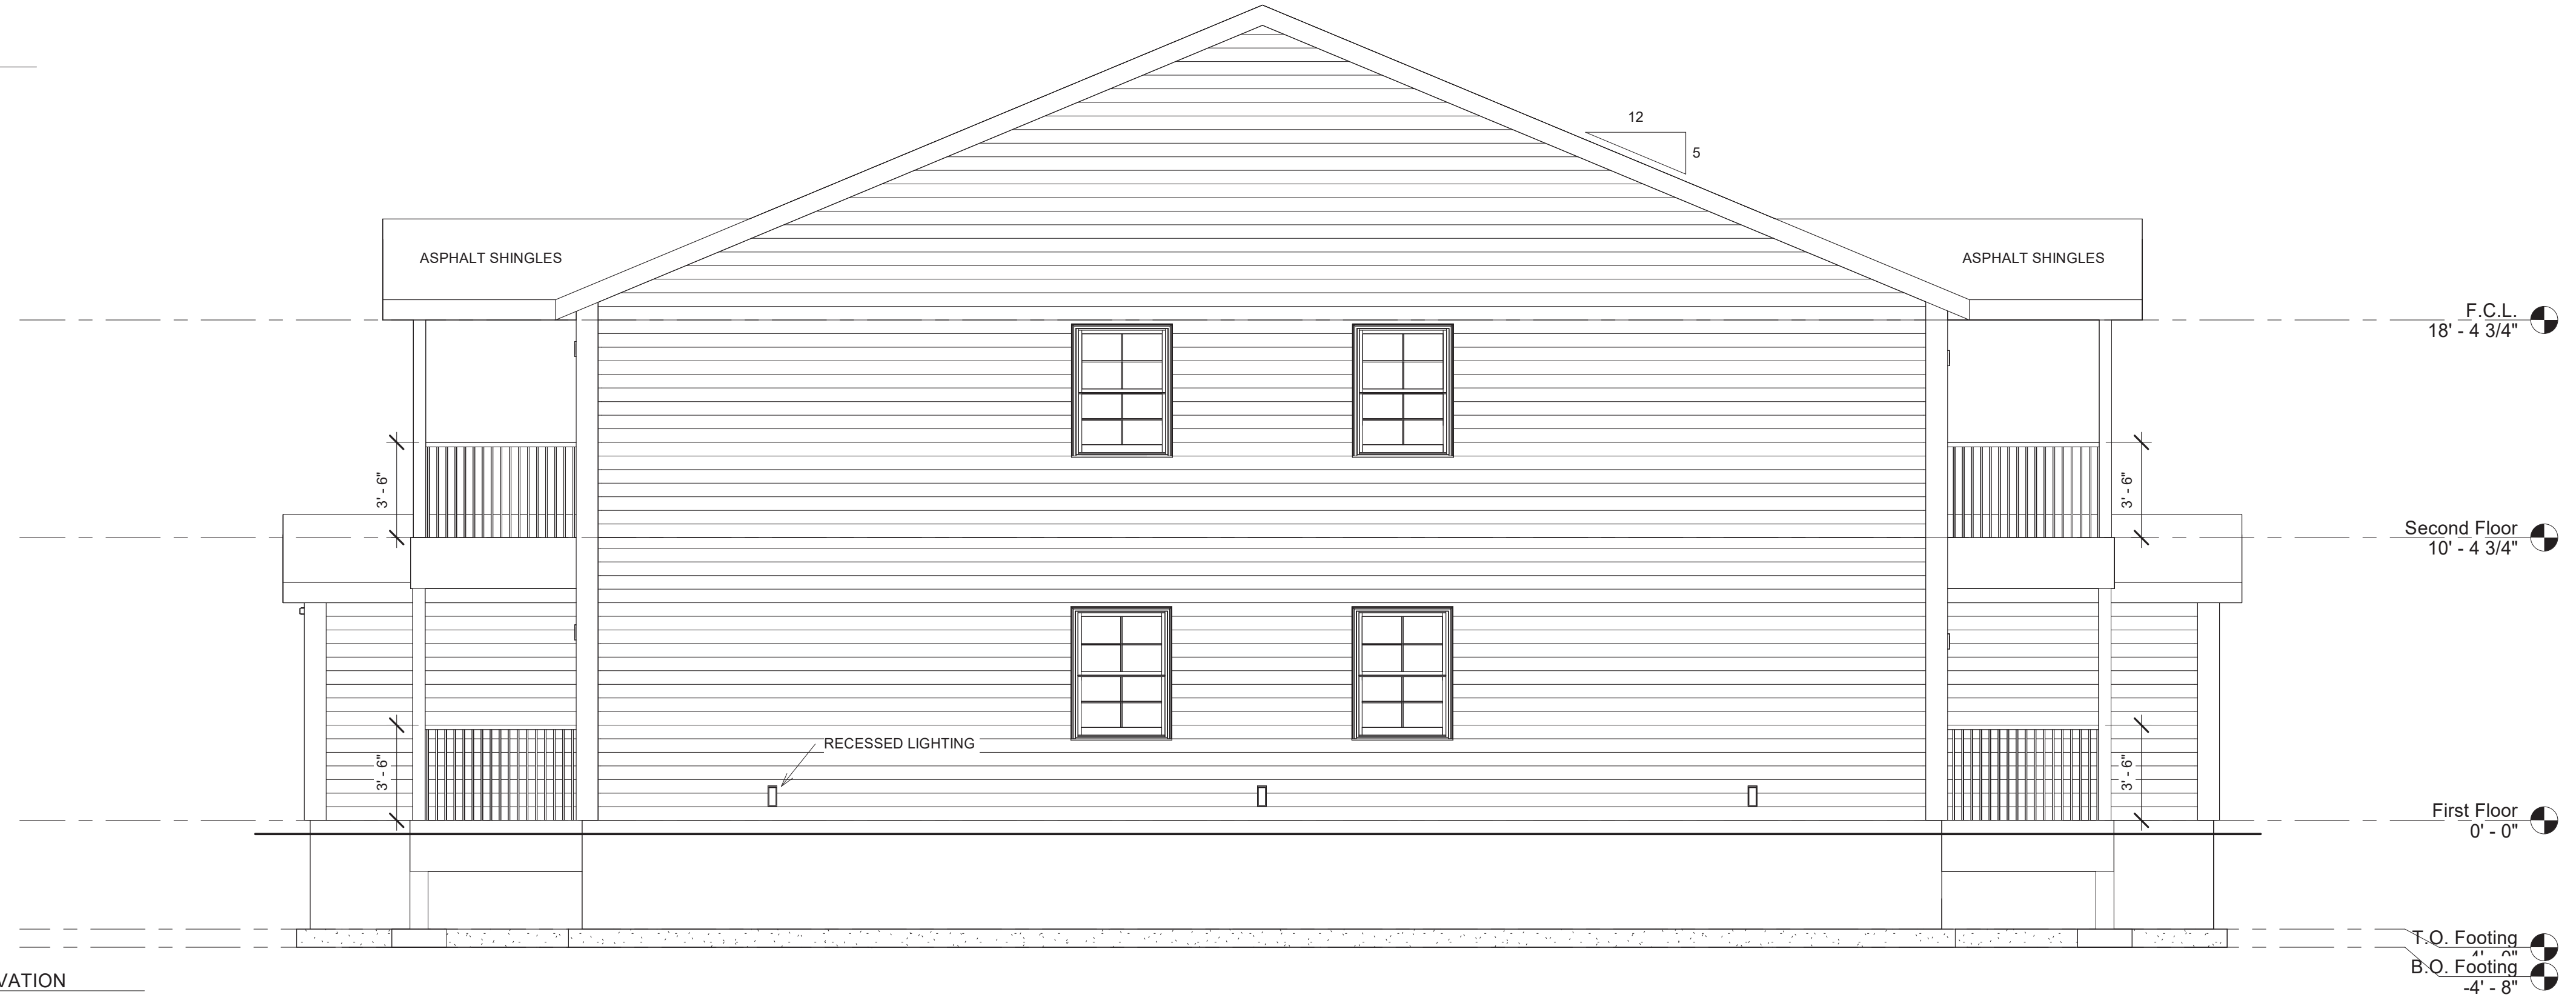 12
5
ASPHALT SHINGLES
ASPHALT SHINGLES
F.C.L.
18' - 4 3/4"
3' - 6"
3' - 6"
Second Floor
10' - 4 3/4"
RECESSED LIGHTING
3' - 6"
3' - 6"
First Floor
0' - 0"
T.O. Footing
B.O. Footing
-4' - 8"
VATION